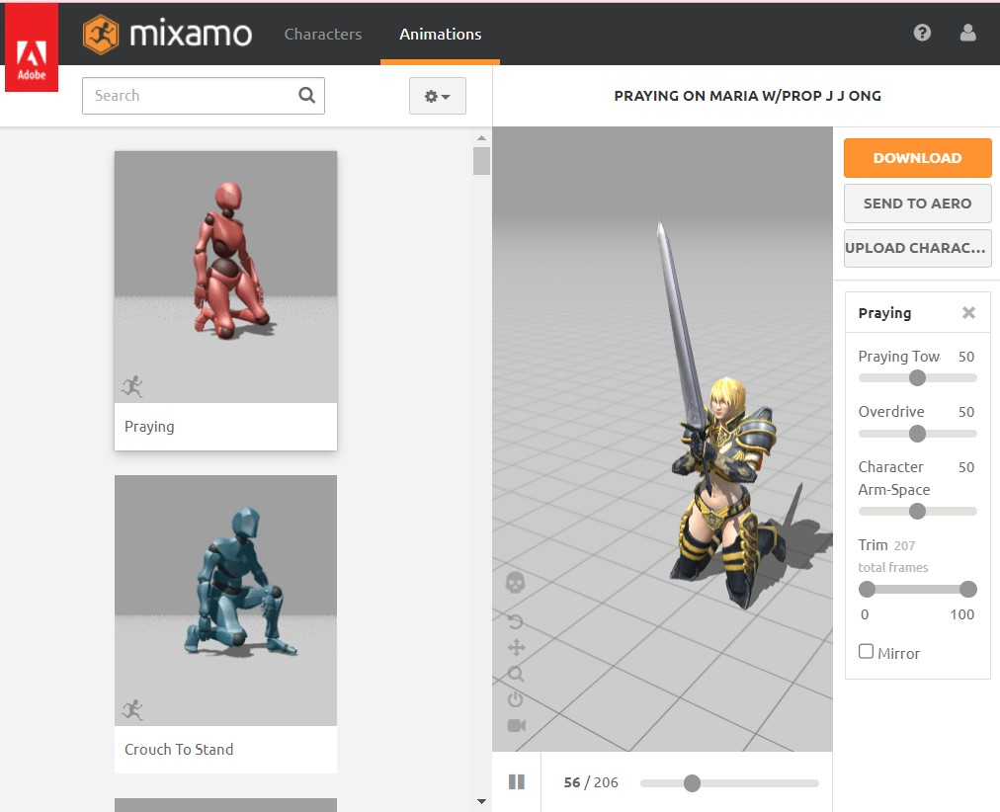 Adobe
mixamo
Characters
Animations
Search
PRAYING ON MARIA W/PROP J J ONG
Praying
Crouch To Stand
56 / 206
DOWNLOAD
SEND TO AERO
UPLOAD CHARAC...
Praying
Praying Tow 50
Overdrive 50
Character 50
Arm-Space
Trim 207
total frames
0 100
Mirror